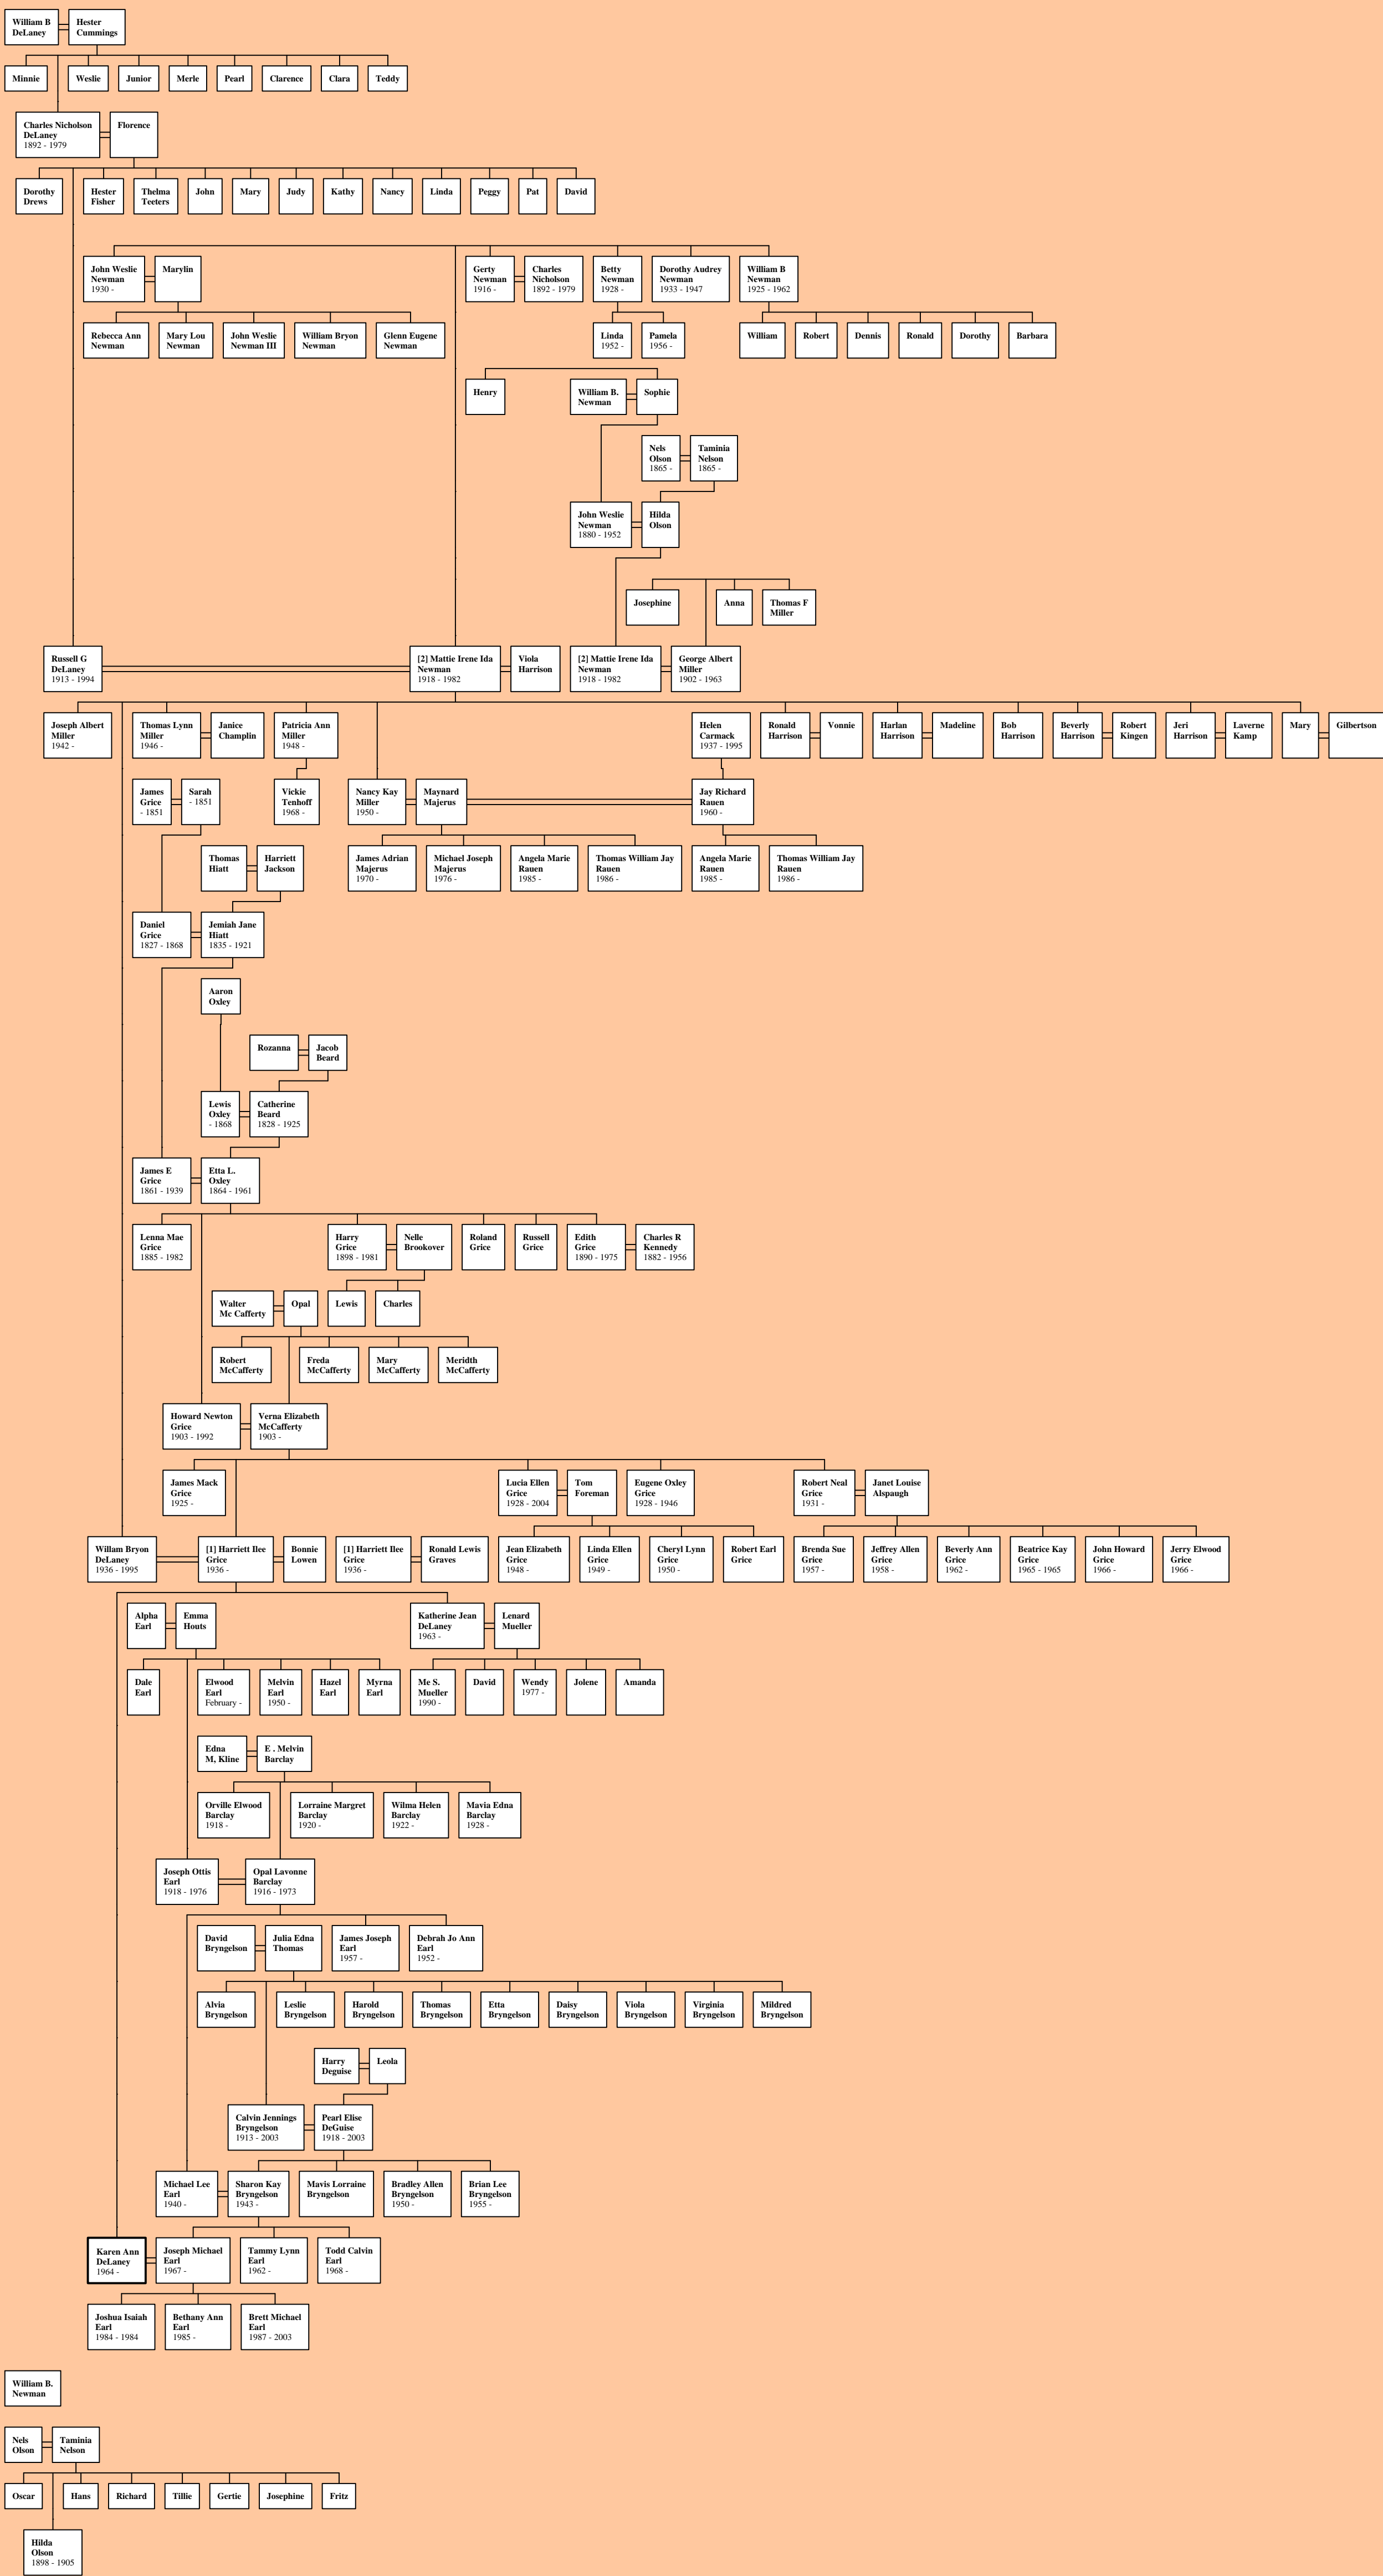 William B
DeLaney
Hester
Cummings
Minnie
Weslie
Junior
Merle
Pearl
Clarence
Clara
Teddy
Charles Nicholson
DeLaney
1892 - 1979
Florence
Dorothy
Drews
Hester
Fisher
Thelma
Teeters
John
Mary
Judy
Kathy
Nancy
Linda
Peggy
Pat
David
John Weslie
Newman
1930 -
Marylin
Gerty
Newman
1916 -
Charles
Nicholson
1892 - 1979
Betty
Newman
1928 -
Dorothy Audrey
Newman
1933 - 1947
William B
Newman
1925 - 1962
Rebecca Ann
Newman
Mary Lou
Newman
John Weslie
Newman III
William Bryon
Newman
Glenn Eugene
Newman
Linda
1952 -
Pamela
1956 -
William
Robert
Dennis
Ronald
Dorothy
Barbara
Henry
William B.
Newman
Sophie
Nels
Olson
1865 -
Taminia
Nelson
1865 -
John Weslie
Newman
1880 - 1952
Hilda
Olson
Josephine
Anna
Thomas F
Miller
Russell G
DeLaney
1913 - 1994
[2] Mattie Irene Ida
Newman
1918 - 1982
Viola
Harrison
[2] Mattie Irene Ida
Newman
1918 - 1982
George Albert
Miller
1902 - 1963
Joseph Albert
Miller
1942 -
Thomas Lynn
Miller
1946 -
Janice
Champlin
Patricia Ann
Miller
1948 -
Helen
Carmack
1937 - 1995
Ronald
Harrison
Vonnie
Harlan
Harrison
Madeline
Bob
Harrison
Beverly
Harrison
Robert
Kingen
Jeri
Harrison
Laverne
Kamp
Mary
Gilbertson
James
Grice
- 1851
Sarah
- 1851
Vickie
Tenhoff
1968 -
Nancy Kay
Miller
1950 -
Maynard
Majerus
Jay Richard
Rauen
1960 -
Thomas
Hiatt
Harriett
Jackson
James Adrian
Majerus
1970 -
Michael Joseph
Majerus
1976 -
Angela Marie
Rauen
1985 -
Thomas William Jay
Rauen
1986 -
Angela Marie
Rauen
1985 -
Thomas William Jay
Rauen
1986 -
Daniel
Grice
1827 - 1868
Jemiah Jane
Hiatt
1835 - 1921
Aaron
Oxley
Rozanna
Jacob
Beard
Lewis
Oxley
- 1868
Catherine
Beard
1828 - 1925
James E
Grice
1861 - 1939
Etta L.
Oxley
1864 - 1961
Lenna Mae
Grice
1885 - 1982
Harry
Grice
1898 - 1981
Nelle
Brookover
Roland
Grice
Russell
Grice
Edith
Grice
1890 - 1975
Charles R
Kennedy
1882 - 1956
Walter
Mc Cafferty
Opal
Lewis
Charles
Robert
McCafferty
Freda
McCafferty
Mary
McCafferty
Meridth
McCafferty
Howard Newton
Grice
1903 - 1992
Verna Elizabeth
McCafferty
1903 -
James Mack
Grice
1925 -
Lucia Ellen
Grice
1928 - 2004
Tom
Foreman
Eugene Oxley
Grice
1928 - 1946
Robert Neal
Grice
1931 -
Janet Louise
Alspaugh
Willam Bryon
DeLaney
1936 - 1995
[1] Harriett Ilee
Grice
1936 -
Bonnie
Lowen
[1] Harriett Ilee
Grice
1936 -
Ronald Lewis
Graves
Jean Elizabeth
Grice
1948 -
Linda Ellen
Grice
1949 -
Cheryl Lynn
Grice
1950 -
Robert Earl
Grice
Brenda Sue
Grice
1957 -
Jeffrey Allen
Grice
1958 -
Beverly Ann
Grice
1962 -
Beatrice Kay
Grice
1965 - 1965
John Howard
Grice
1966 -
Jerry Elwood
Grice
1966 -
Alpha
Earl
Emma
Houts
Katherine Jean
DeLaney
1963 -
Lenard
Mueller
Dale
Earl
Elwood
Earl
February -
Melvin
Earl
1950 -
Hazel
Earl
Myrna
Earl
Me S.
Mueller
1990 -
David
Wendy
1977 -
Jolene
Amanda
Edna
M, Kline
E . Melvin
Barclay
Orville Elwood
Barclay
1918 -
Lorraine Margret
Barclay
1920 -
Wilma Helen
Barclay
1922 -
Mavia Edna
Barclay
1928 -
Joseph Ottis
Earl
1918 - 1976
Opal Lavonne
Barclay
1916 - 1973
David
Bryngelson
Julia Edna
Thomas
James Joseph
Earl
1957 -
Debrah Jo Ann
Earl
1952 -
Alvia
Bryngelson
Leslie
Bryngelson
Harold
Bryngelson
Thomas
Bryngelson
Etta
Bryngelson
Daisy
Bryngelson
Viola
Bryngelson
Virginia
Bryngelson
Mildred
Bryngelson
Harry
Deguise
Leola
Calvin Jennings
Bryngelson
1913 - 2003
Pearl Elise
DeGuise
1918 - 2003
Michael Lee
Earl
1940 -
Sharon Kay
Bryngelson
1943 -
Mavis Lorraine
Bryngelson
Bradley Allen
Bryngelson
1950 -
Brian Lee
Bryngelson
1955 -
Karen Ann
DeLaney
1964 -
Joseph Michael
Earl
1967 -
Tammy Lynn
Earl
1962 -
Todd Calvin
Earl
1968 -
Joshua Isaiah
Earl
1984 - 1984
Bethany Ann
Earl
1985 -
Brett Michael
Earl
1987 - 2003
William B.
Newman
Nels
Olson
Taminia
Nelson
Oscar
Hans
Richard
Tillie
Gertie
Josephine
Fritz
Hilda
Olson
1898 - 1905